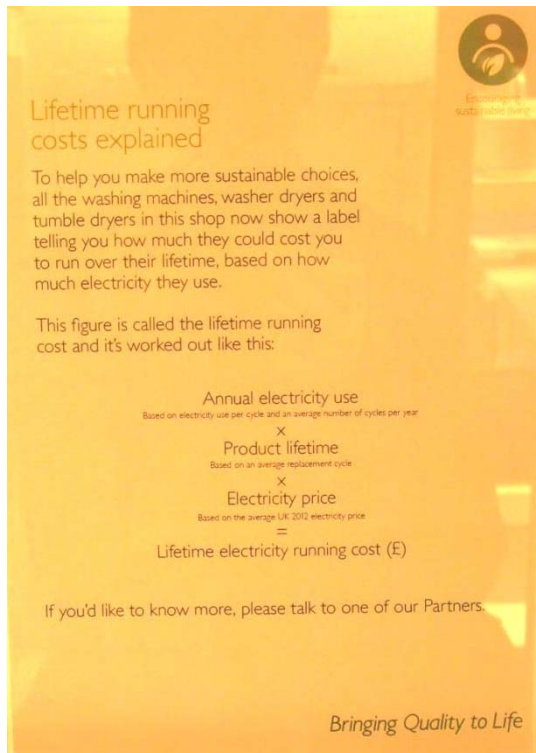 Encouraging
sustainable living
Lifetime running
costs explained
To help you make more sustainable choices,
all the washing machines, washer dryers and
tumble dryers in this shop now show a label
telling you how much they could cost you
to run over their lifetime, based on how
much electricity they use.
This figure is called the lifetime running
cost and it's worked out like this:
Annual electricity use
Based on electricity use per cycle and an average number of cycles per year
×
Product lifetime
Based on an average replacement cycle
×
Electricity price
Based on the average UK 2012 electricity price
=
Lifetime electricity running cost (£)
If you'd like to know more, please talk to one of our Partners.
Bringing Quality to Life